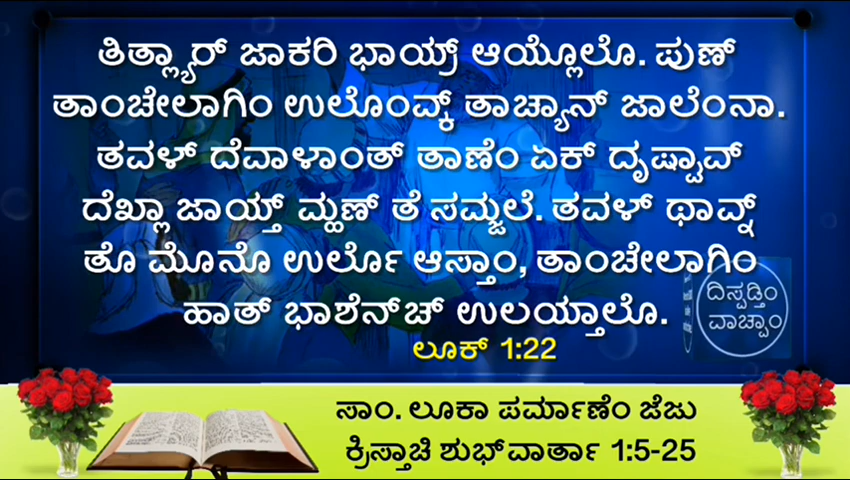 ತಿತ್ಲ್ಯಾರ್ ಜಾಕರಿ ಭಾಯ್ರ್ ಆಯ್ಲೊಲೊ. ಪುಣ್
ತಾಂಚೇಲಾಗಿಂ ಉಲೊಂವ್ಕ್ ತಾಚ್ಯಾನ್ ಜಾಲೆಂನಾ.
ತವಳ್ ದೆವಾಳಾಂತ್ ತಾಣೆಂ ಏಕ್ ದೃಷ್ಟಾವ್
ದೆಖ್ಲಾ ಜಾಯ್ತ್ ಮ್ಹಣ್ ತೆ ಸಮ್ಜಲೆ. ತವಳ್ ಥಾವ್ನ್
ತೊ ಮೊನೊ ಉರ್ಲೊ ಆಸ್ತಾಂ, ತಾಂಚೇಲಾಗಿಂ
ಹಾತ್ ಭಾಶೆನ್‌ಚ್ ಉಲಯ್ತಾಲೊ.
ಲೂಕ್ 1:22
ದಿಸ್ಪಡ್ತಿಂ
ವಾಚ್ಪಾಂ
ಸಾಂ. ಲೂಕಾ ಪರ್ಮಾಣೆಂ ಜೆಜು
ಕ್ರಿಸ್ತಾಚಿ ಶುಭ್‌ವಾರ್ತಾ 1:5-25